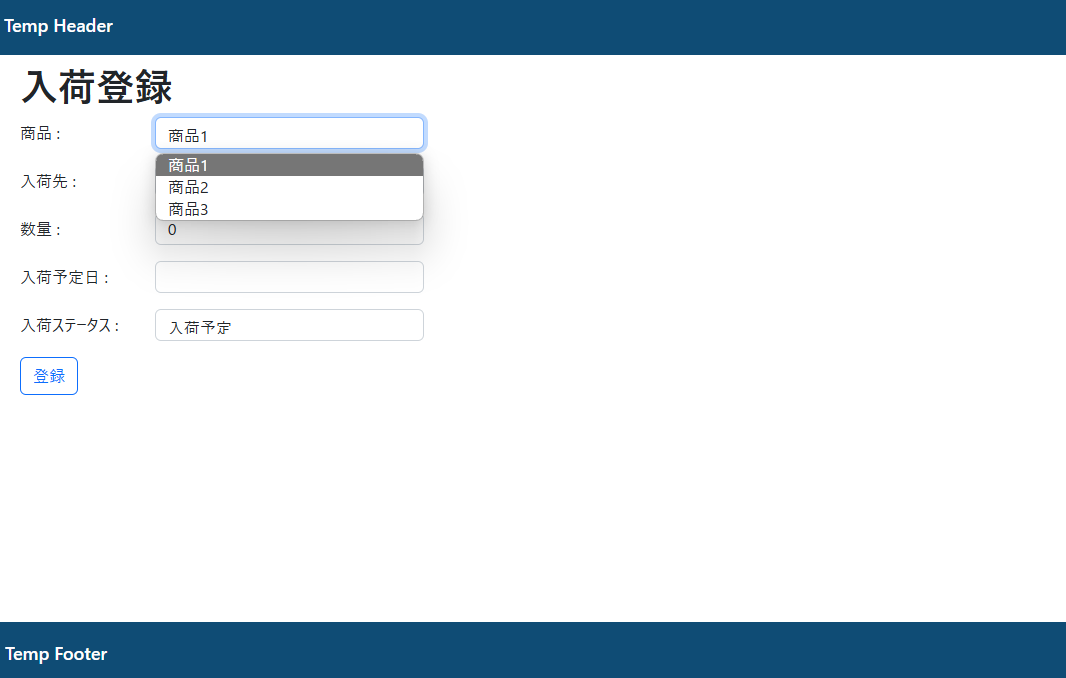 Temp Header
入荷登録
商品 : 商品1
商品1
入荷先 : 商品2
商品3
数量 : 0
入荷予定日 :
入荷ステータス : 入荷予定
登録
Temp Footer